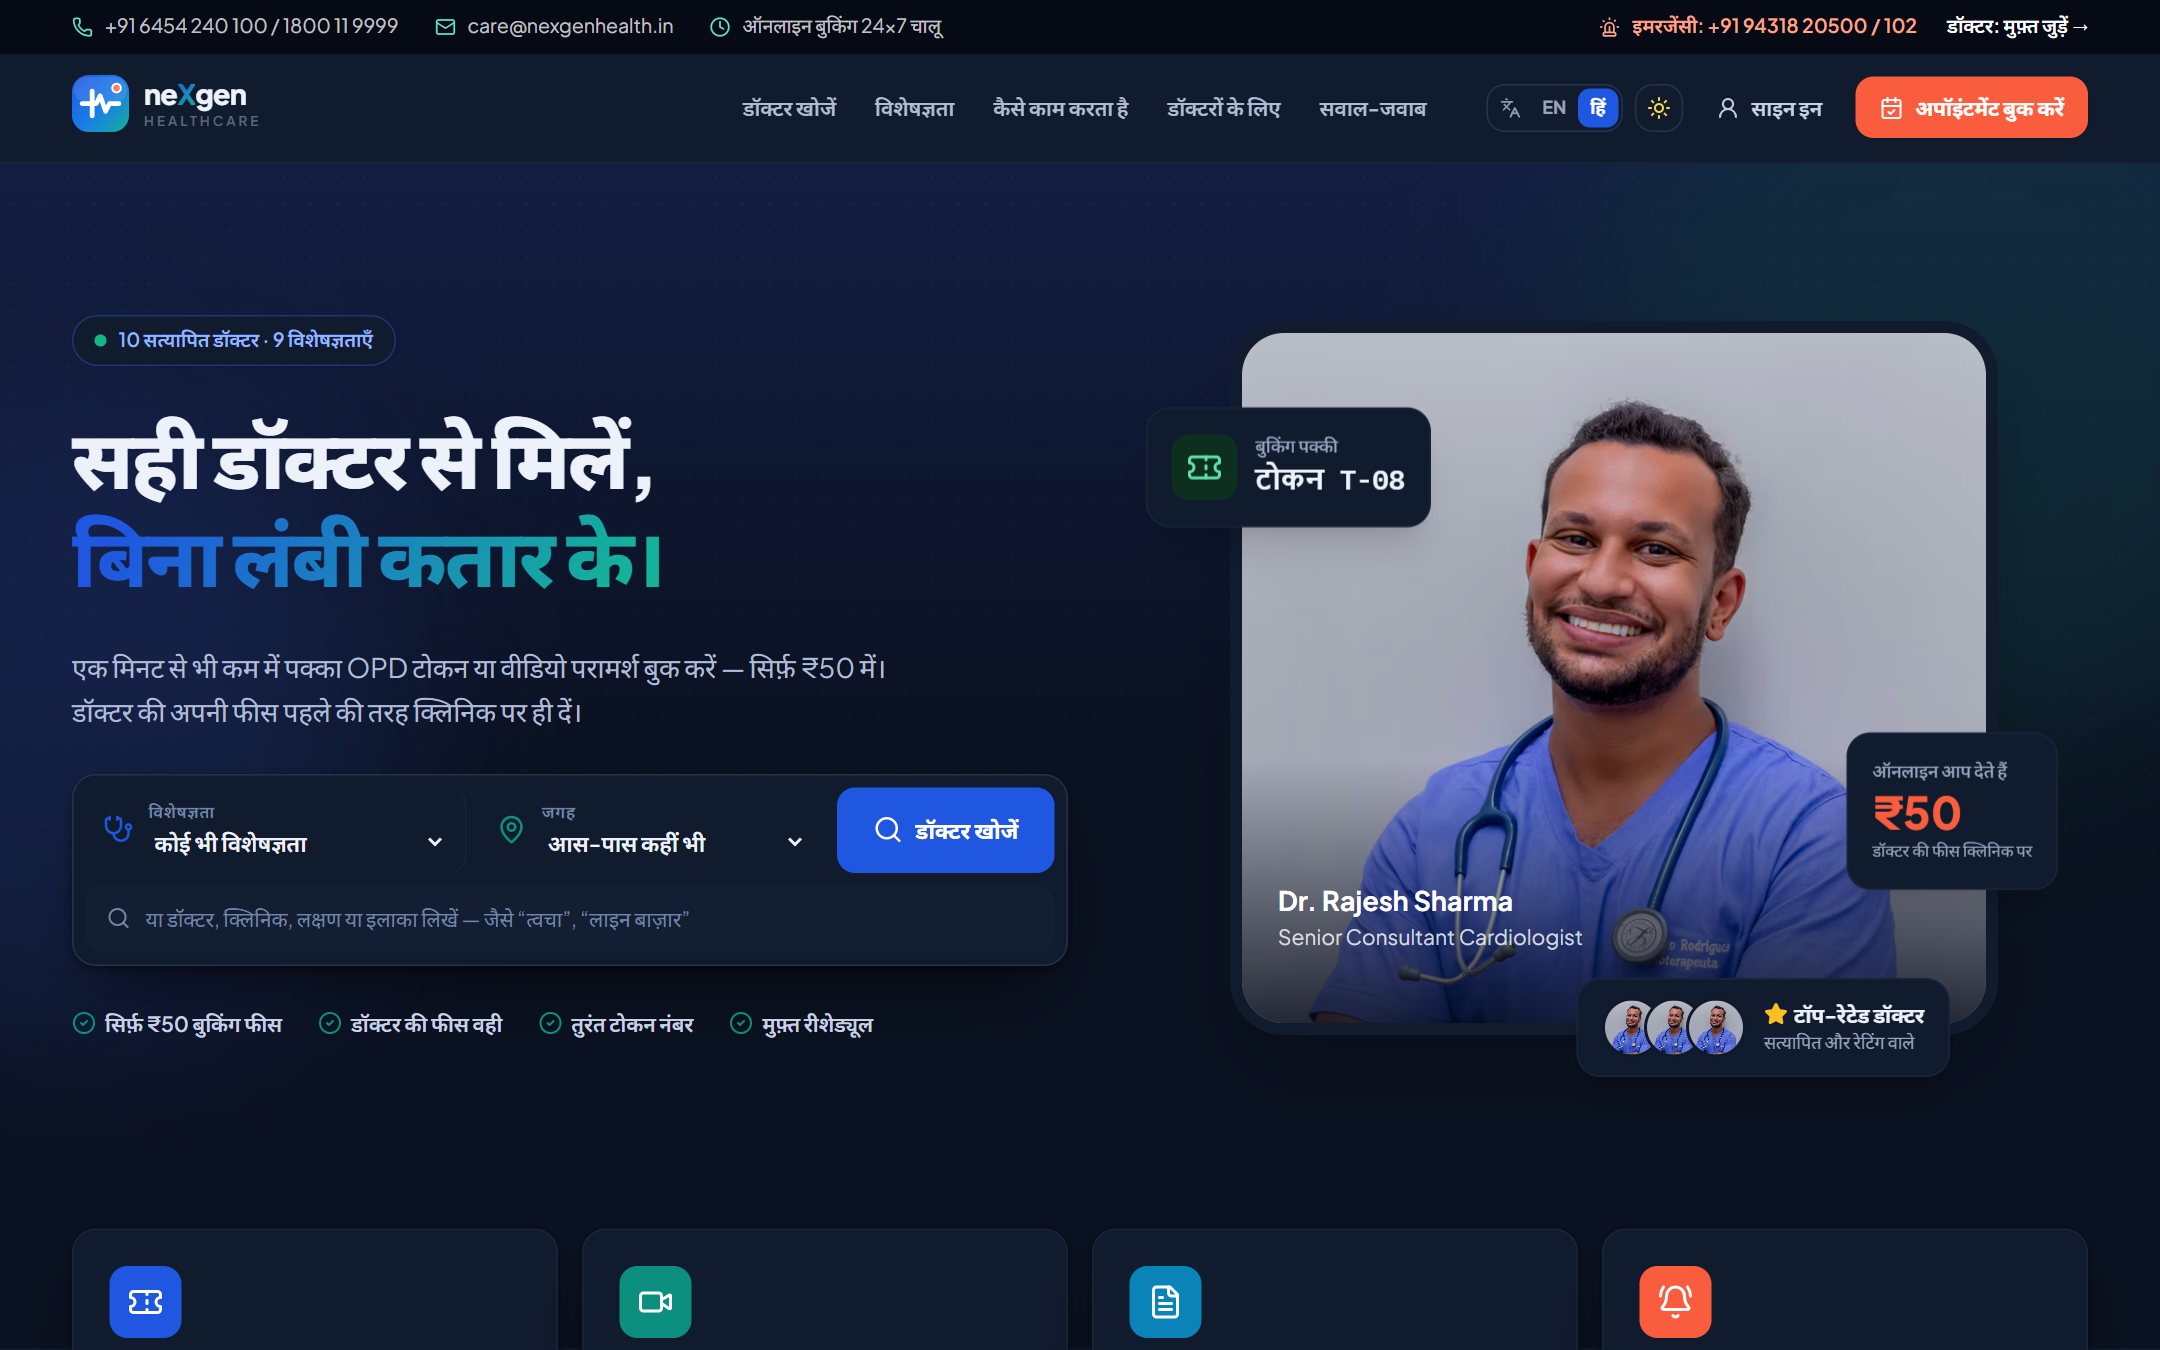 +91 6454 240 100 / 1800 11 9999
care@nexgenhealth.in
ऑनलाइन बुकिंग 24×7 चालू
इमरजेंसी: +91 94318 20500 / 102
डॉक्टर: मुफ़्त जुड़ें →
neXgen
HEALTHCARE
डॉक्टर खोजें
विशेषज्ञता
कैसे काम करता है
डॉक्टरों के लिए
सवाल-जवाब
EN
हिं
साइन इन
अपॉइंटमेंट बुक करें
10 सत्यापित डॉक्टर · 9 विशेषज्ञताएँ
सही डॉक्टर से मिलें,
बिना लंबी कतार के।
एक मिनट से भी कम में पक्का OPD टोकन या वीडियो परामर्श बुक करें — सिर्फ़ ₹50 में।
डॉक्टर की अपनी फीस पहले की तरह क्लिनिक पर ही दें।
विशेषज्ञता
कोई भी विशेषज्ञता
जगह
आस-पास कहीं भी
डॉक्टर खोजें
या डॉक्टर, क्लिनिक, लक्षण या इलाका लिखें — जैसे “त्वचा”, “लाइन बाज़ार”
सिर्फ़ ₹50 बुकिंग फीस
डॉक्टर की फीस वही
तुरंत टोकन नंबर
मुफ़्त रीशेड्यूल
बुकिंग पक्की
टोकन T-08
ऑनलाइन आप देते हैं
₹50
डॉक्टर की फीस क्लिनिक पर
Dr. Rajesh Sharma
Senior Consultant Cardiologist
टॉप-रेटेड डॉक्टर
सत्यापित और रेटिंग वाले